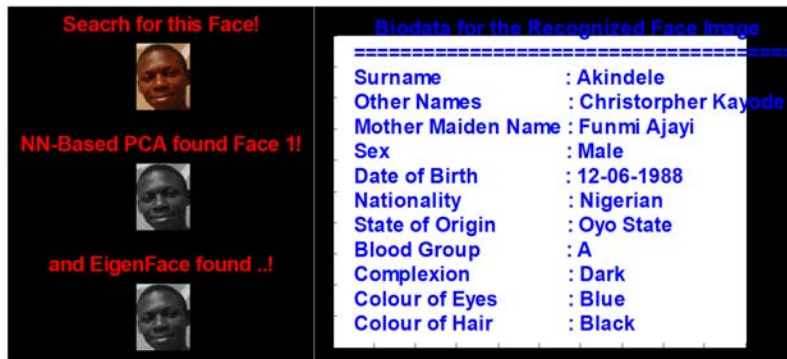 Seacrh for this Face!
NN-Based PCA found Face 1!
and EigenFace found ..!
Biodata for the Recognized Face Image
=======================================
Surname : Akindele
Other Names : Christorpher Kayode
Mother Maiden Name : Funmi Ajayi
Sex : Male
Date of Birth : 12-06-1988
Nationality : Nigerian
State of Origin : Oyo State
Blood Group : A
Complexion : Dark
Colour of Eyes : Blue
Colour of Hair : Black